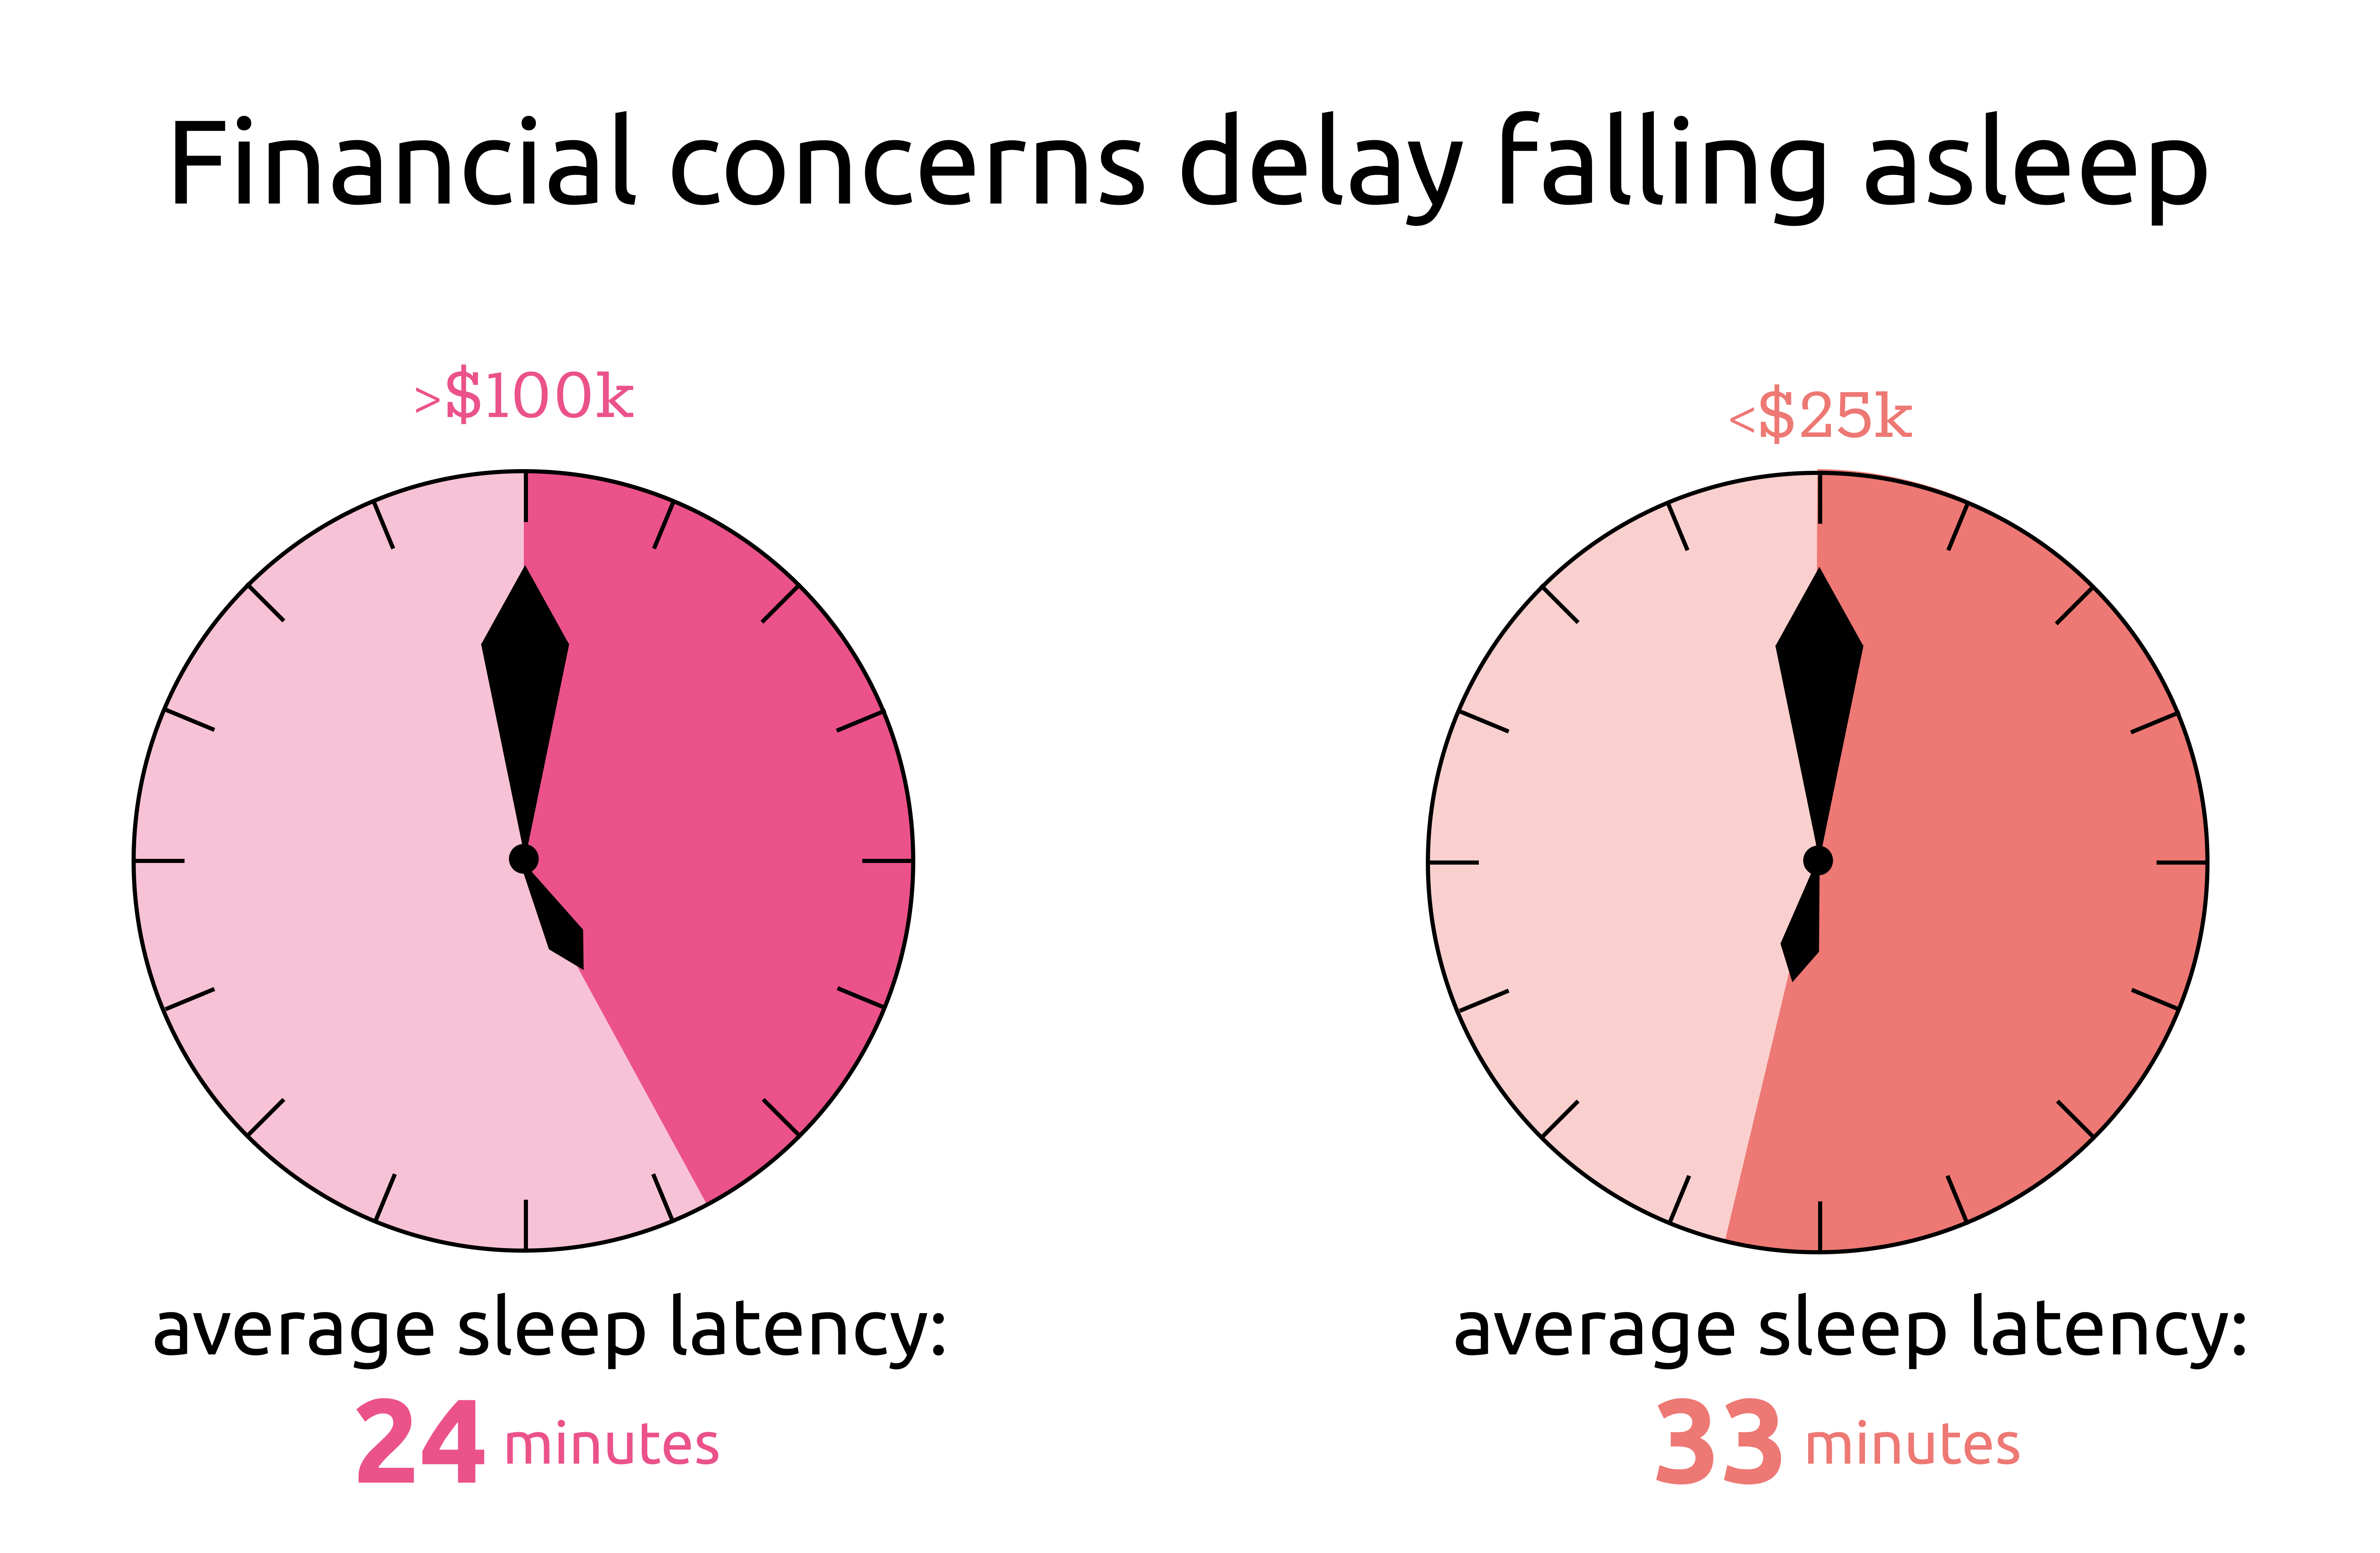 Financial concerns delay falling asleep
>$100k
<$25k
average sleep latency:
24 minutes
average sleep latency:
33 minutes